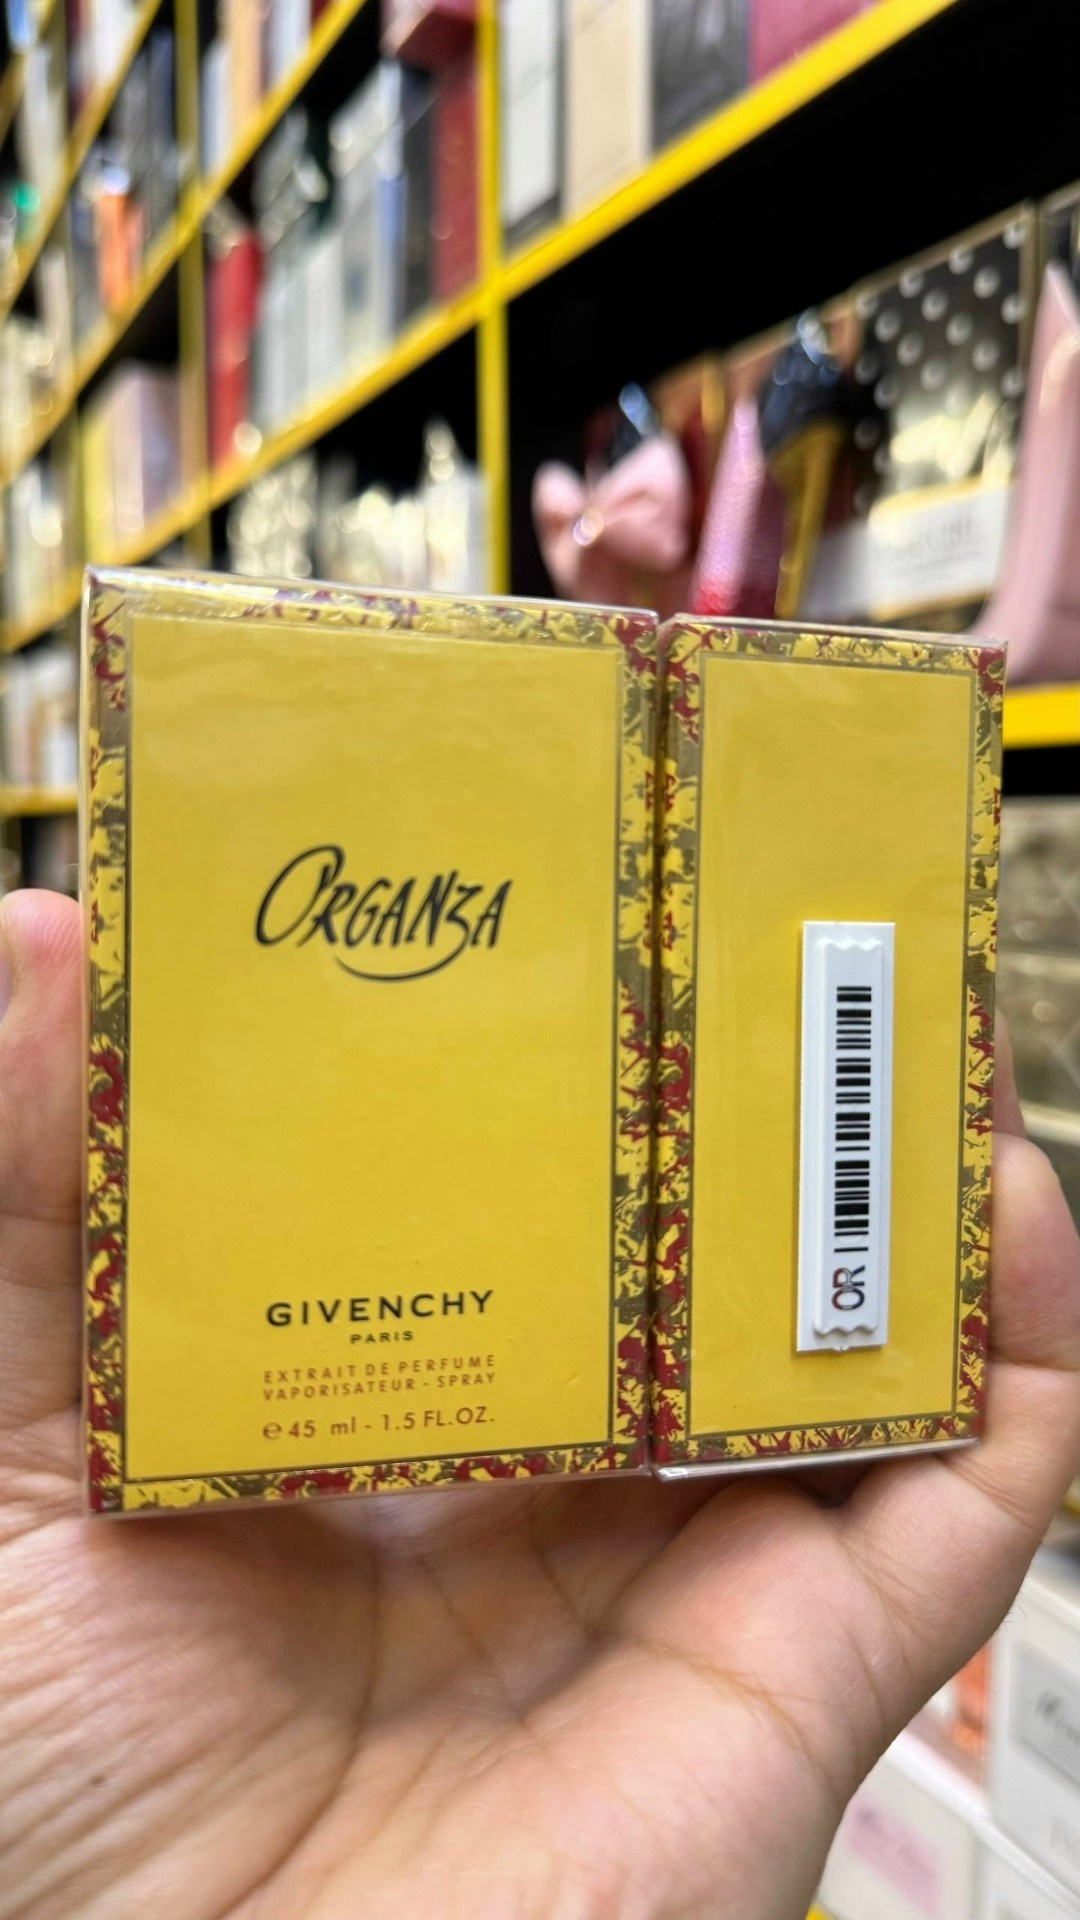 ORGANZA
GIVENCHY
PARIS
EXTRAIT DE PERFUME
VAPORISATEUR - SPRAY
e 45 ml - 1.5 FL.OZ.
OR